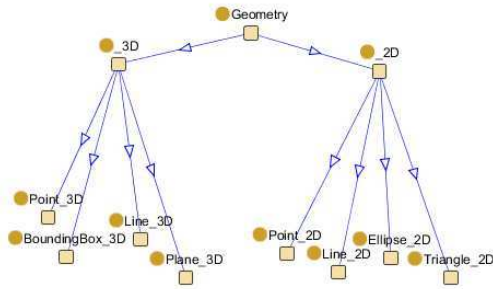 Geometry
_3D
_2D
Point_3D
Line_3D
BoundingBox_3D
Plane_3D
Point_2D
Ellipse_2D
Line_2D
Triangle_2D